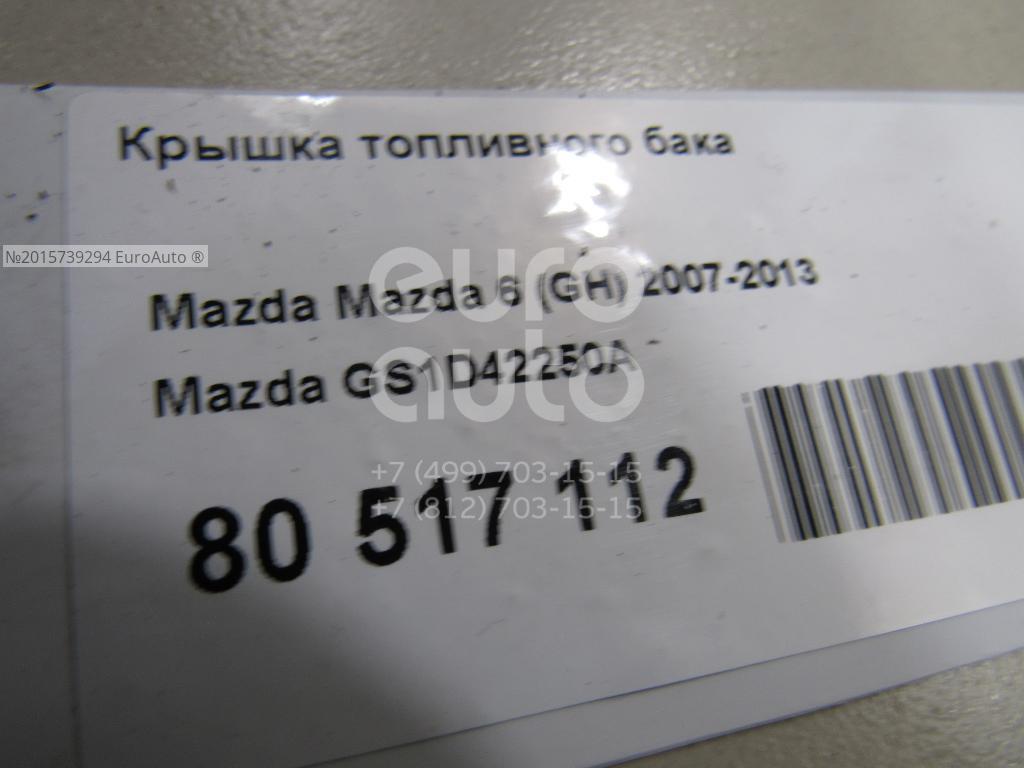 Крышка топливного бака
№2015739294 EuroAuto ®
Mazda Mazda 6 (GH) 2007-2013
euro
Mazda GS1D42250A
auto
+7 (499) 703-15-15
80 517 112
+7 (812) 703-15-15